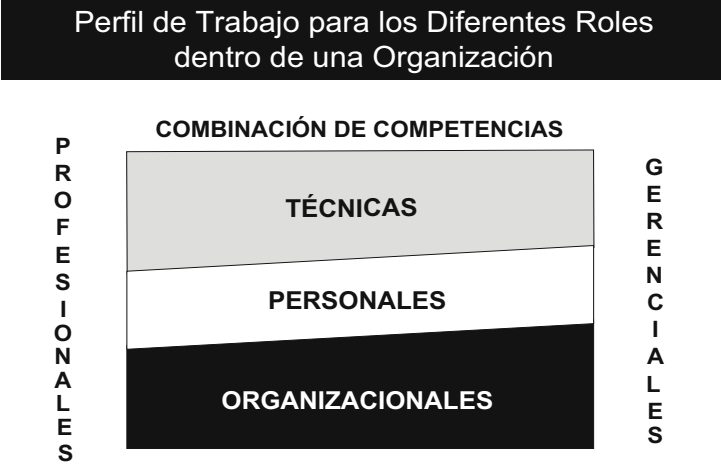 Perfil de Trabajo para los Diferentes Roles
dentro de una Organización
COMBINACIÓN DE COMPETENCIAS
PROFESIONALES
TÉCNICAS
PERSONALES
ORGANIZACIONALES
GERENCIALES